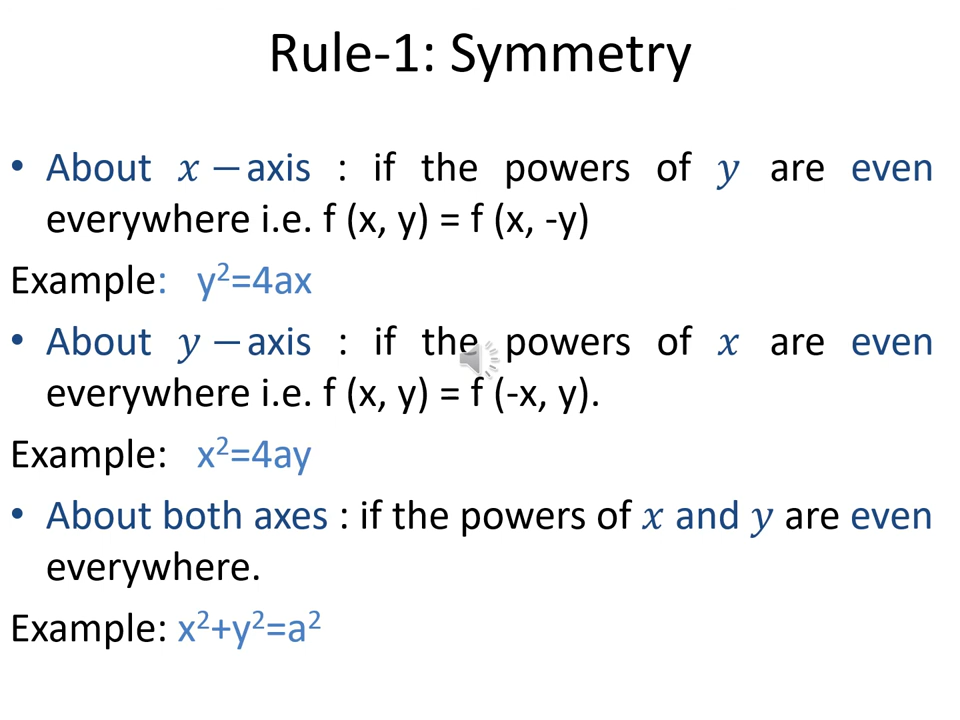 Rule-1: Symmetry
• About x −axis : if the powers of y are even
everywhere i.e. f (x, y) = f (x, -y)
Example: y²=4ax
• About y −axis : if the powers of x are even
everywhere i.e. f (x, y) = f (-x, y).
Example: x²=4ay
• About both axes : if the powers of x and y are even
everywhere.
Example: x²+y²=a²